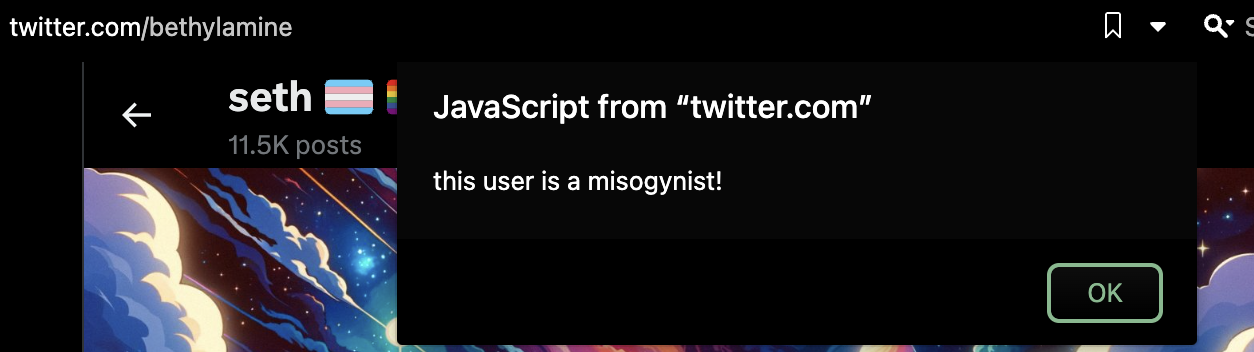 twitter.com/bethylamine
seth
11.5K posts
JavaScript from “twitter.com”
this user is a misogynist!
OK